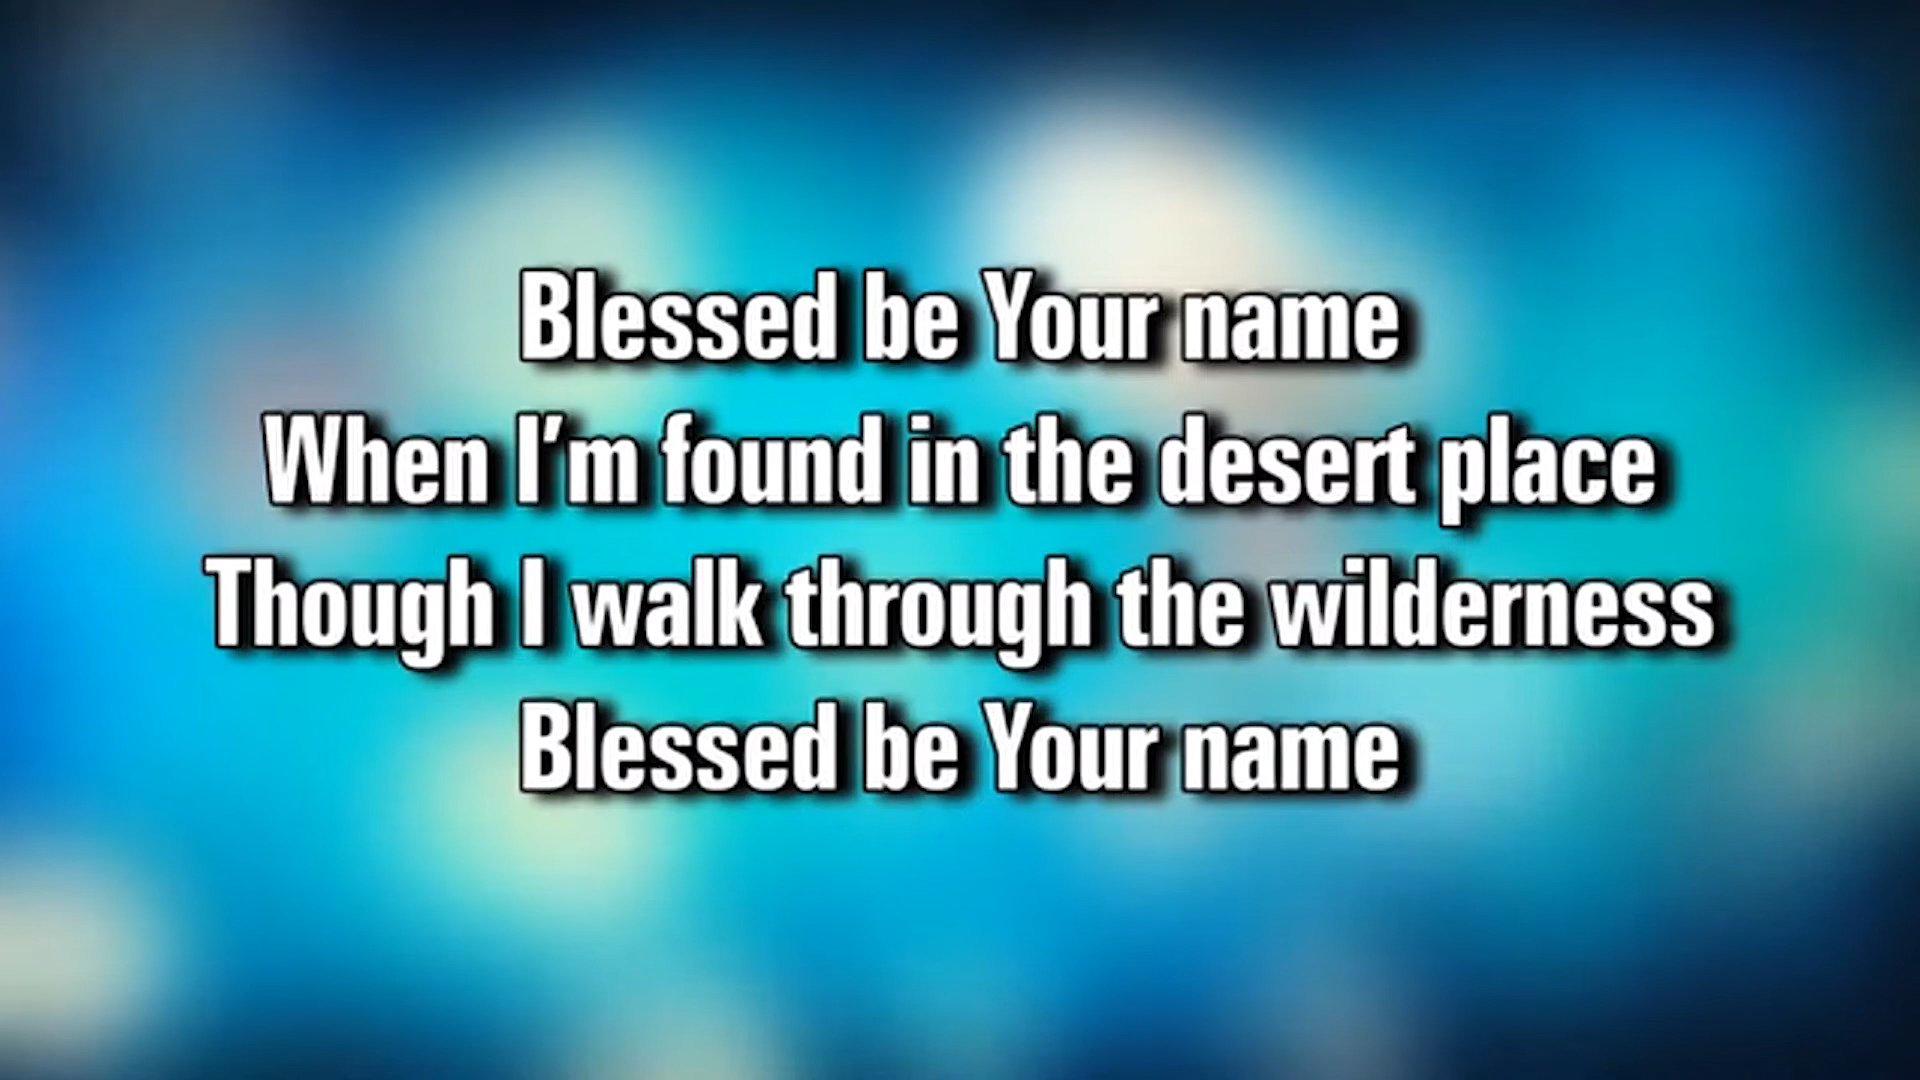 Blessed be Your name
When I’m found in the desert place
Though I walk through the wilderness
Blessed be Your name